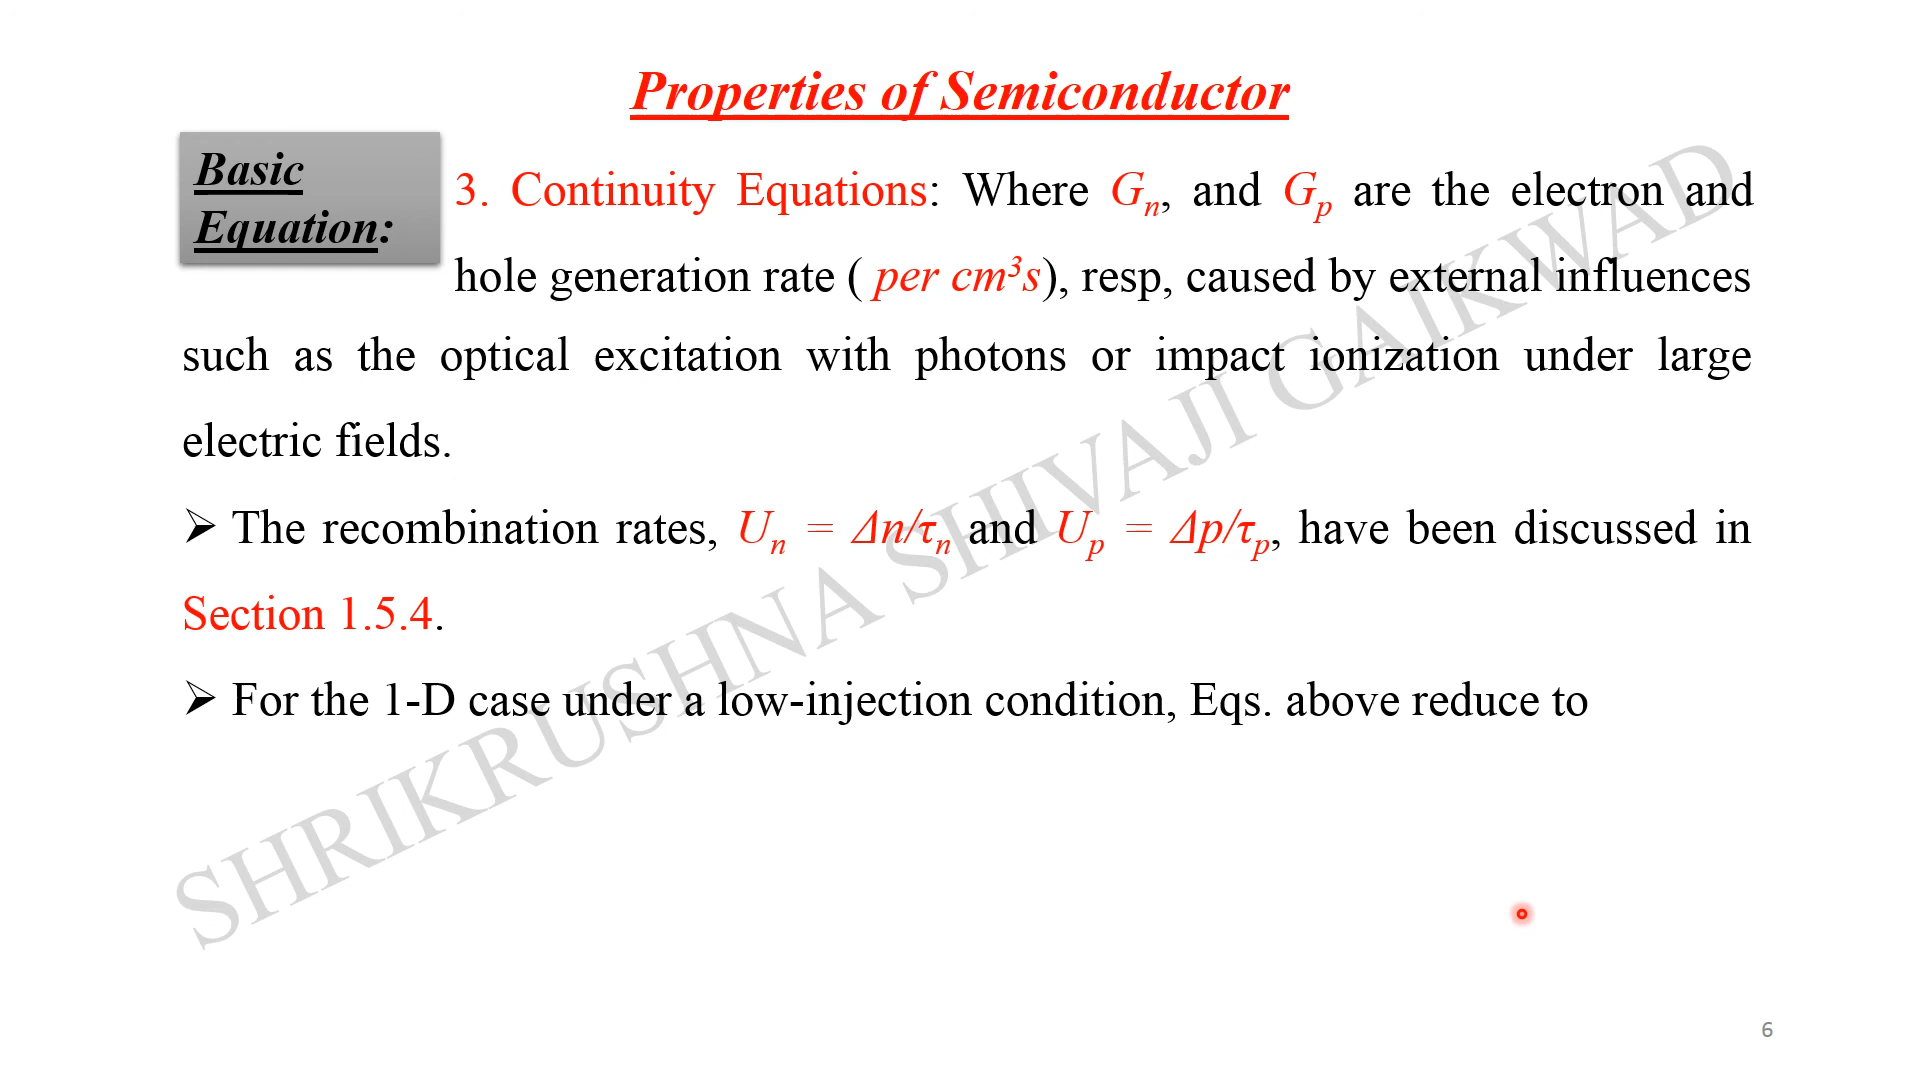 Properties of Semiconductor
Basic
Equation:
3. Continuity Equations: Where Gn, and Gp are the electron and
hole generation rate ( per cm³s), resp, caused by external influences
such as the optical excitation with photons or impact ionization under large
electric fields.
➢ The recombination rates, Un = Δn/τn and Up = Δp/τp, have been discussed in
Section 1.5.4.
➢ For the 1-D case under a low-injection condition, Eqs. above reduce to
SHRIKRUSHNA SHIVAJI GAIKWAD
6